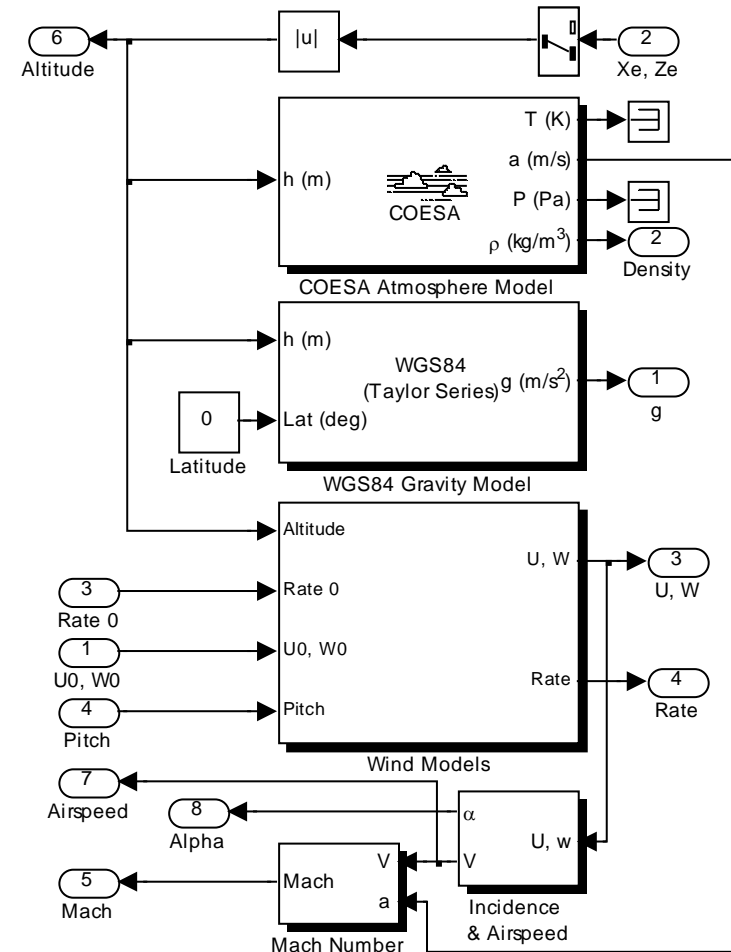 6
Altitude
|u|
2
Xe, Ze
h (m)
COESA
T (K)
a (m/s)
P (Pa)
ρ (kg/m³)
2
Density
COESA Atmosphere Model
h (m)
WGS84
(Taylor Series)
g (m/s²)
1
g
0
Latitude
Lat (deg)
WGS84 Gravity Model
Altitude
Rate 0
U0, W0
Pitch
U, W
Rate
3
Rate 0
1
U0, W0
4
Pitch
3
U, W
4
Rate
Wind Models
7
Airspeed
8
Alpha
α
V
U, w
Incidence
& Airspeed
5
Mach
Mach
V
a
Mach Number